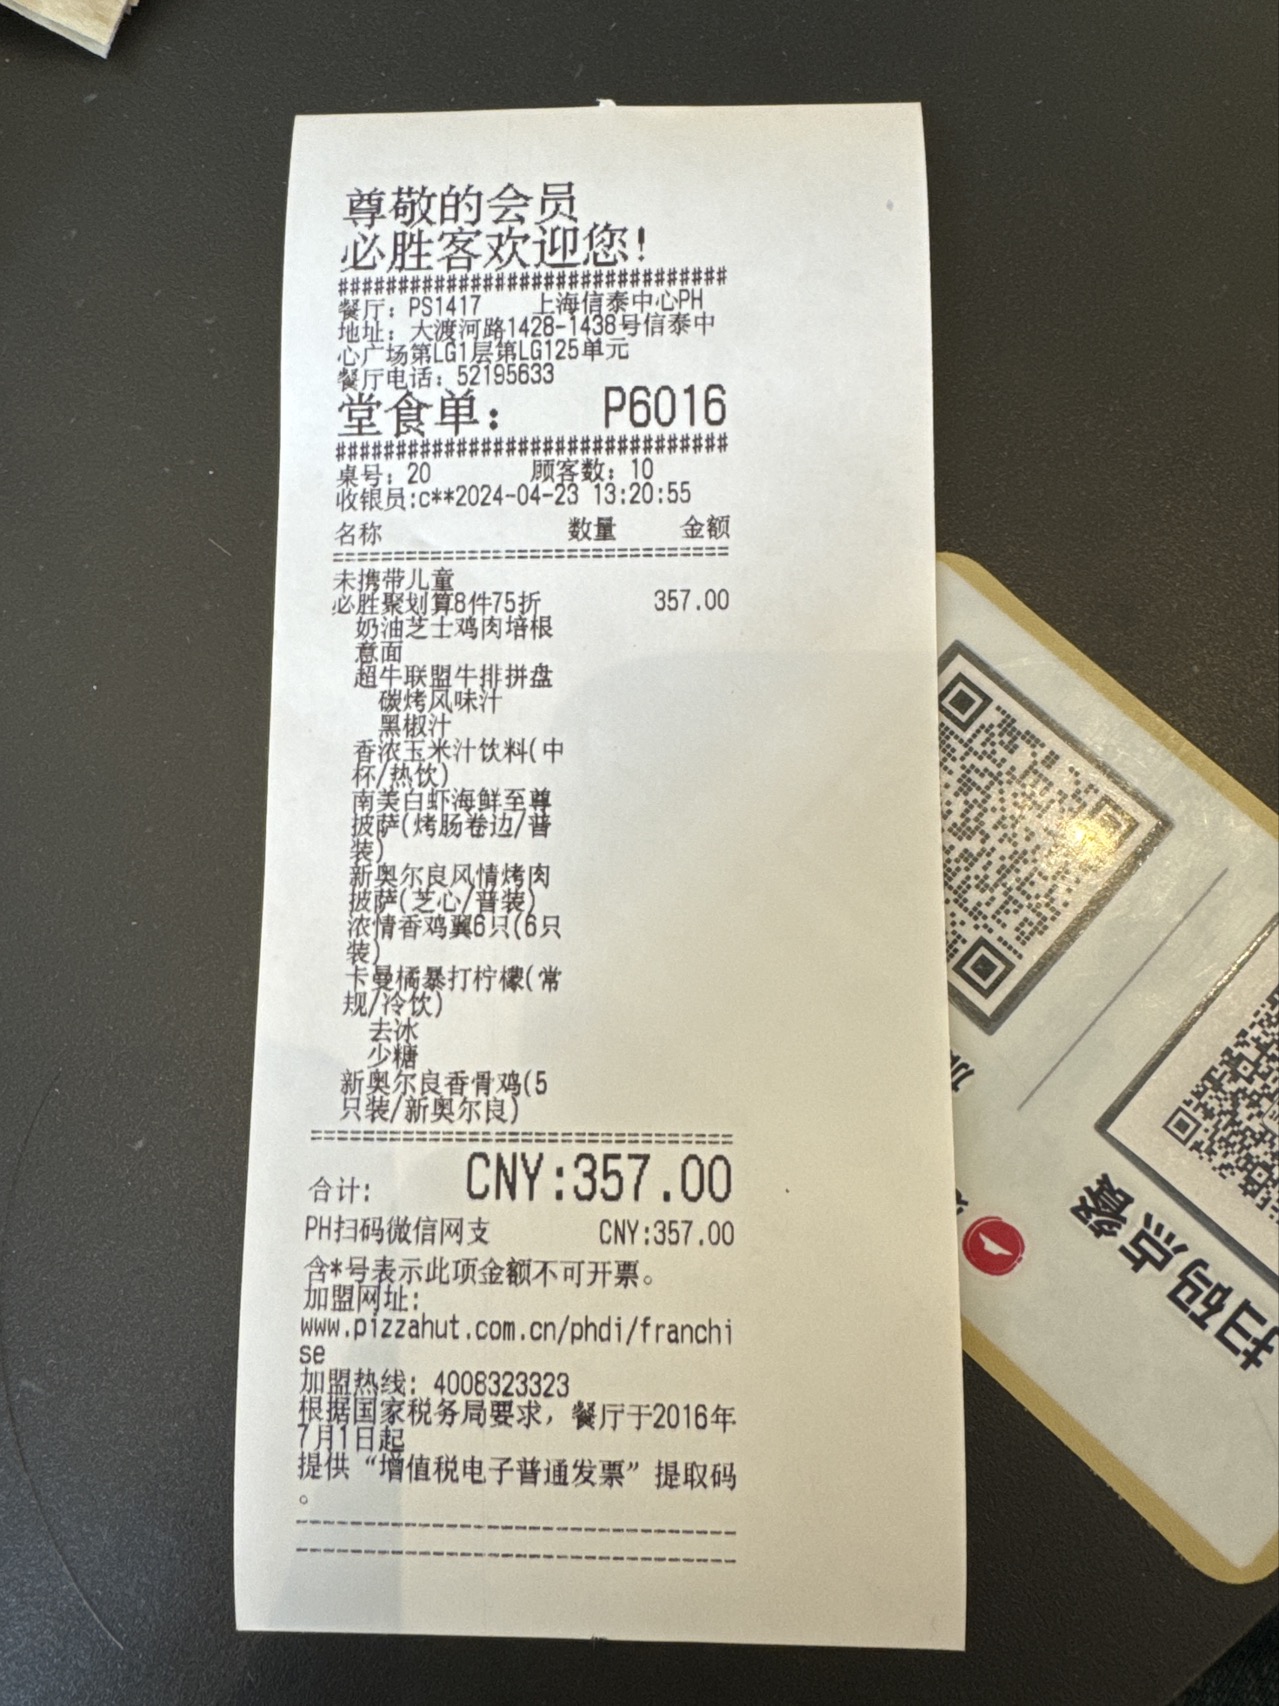 尊敬的会员
必胜客欢迎您!
################################
餐厅: PS1417 上海信泰中心PH
地址: 大渡河路1428-1438号信泰中
心广场第LG1层第LG125单元
餐厅电话: 52195633
堂食单: P6016
################################
桌号: 20 顾客数: 10
收银员:c**2024-04-23 13:20:55
名称 数量 金额
================================
未携带儿童
必胜聚划算8件75折 357.00
奶油芝士鸡肉培根
意面
超牛联盟牛排拼盘
碳烤风味汁
黑椒汁
香浓玉米汁饮料(中
杯/热饮)
南美白虾海鲜至尊
披萨(烤肠卷边/普
装)
新奥尔良风情烤肉
披萨(芝心/普装)
浓情香鸡翼6只(6只
装)
卡曼橘暴打柠檬(常
规/冷饮)
去冰
少糖
新奥尔良香骨鸡(5
只装/新奥尔良)
================================
合计: CNY:357.00
PH扫码微信网支 CNY:357.00
含*号表示此项金额不可开票。
加盟网址:
www.pizzahut.com.cn/phdi/franchi
se
加盟热线: 4008323323
根据国家税务局要求，餐厅于2016年
7月1日起
提供“增值税电子普通发票”提取码
。
--------------------------------
--------------------------------
扫码点餐